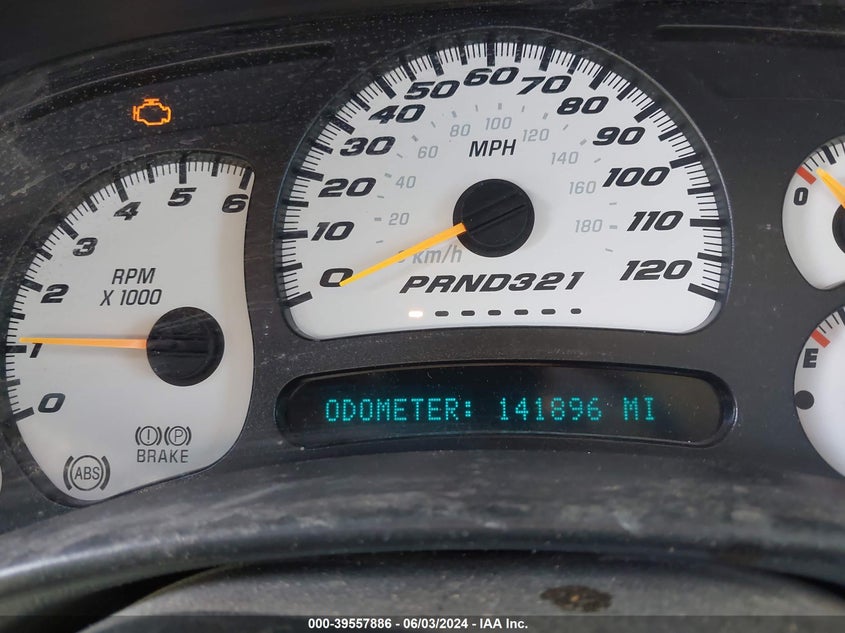 0 10 20 30 40 50 60 70 80 90 100 110 120
20 40 60 80 100 120 140 160 180
MPH
km/h
PRND321
0 1 2 3 4 5 6
RPM
X 1000
BRAKE
ABS
P
ODOMETER: 141896 MI
0
E
000-39557886 - 06/03/2024 - IAA Inc.